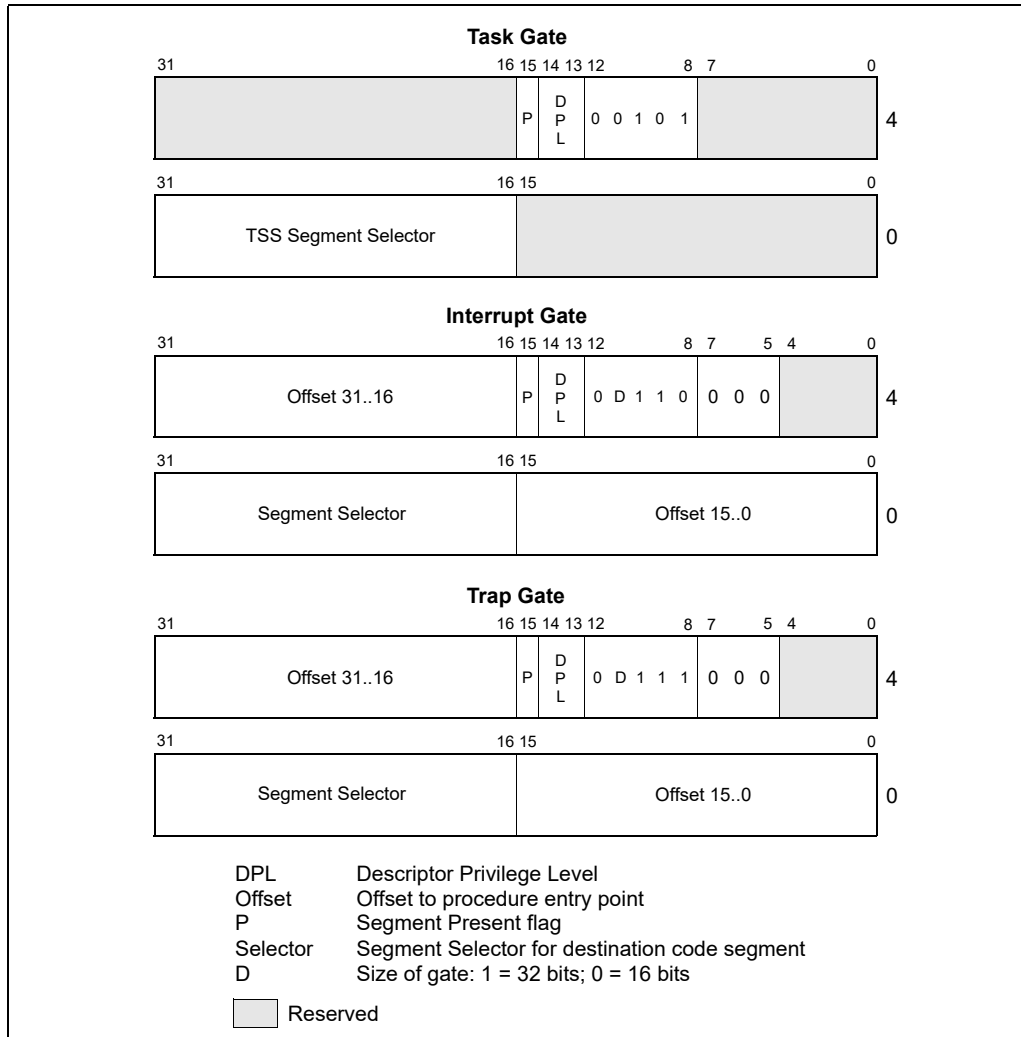 Task Gate
31 16 15 14 13 12 8 7 0
P DPL 0 0 1 0 1 4
31 16 15 0
TSS Segment Selector 0
Interrupt Gate
31 16 15 14 13 12 8 7 5 4 0
Offset 31..16 P DPL 0 D 1 1 0 0 0 0 4
31 16 15 0
Segment Selector Offset 15..0 0
Trap Gate
31 16 15 14 13 12 8 7 5 4 0
Offset 31..16 P DPL 0 D 1 1 1 0 0 0 4
31 16 15 0
Segment Selector Offset 15..0 0
DPL Descriptor Privilege Level
Offset Offset to procedure entry point
P Segment Present flag
Selector Segment Selector for destination code segment
D Size of gate: 1 = 32 bits; 0 = 16 bits
Reserved